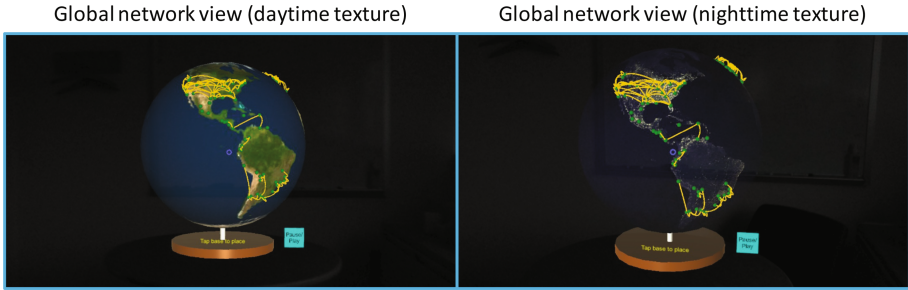 Global network view (daytime texture)
Global network view (nighttime texture)
Tap base to place
Pause/
Play
Tap base to place
Pause/
Play